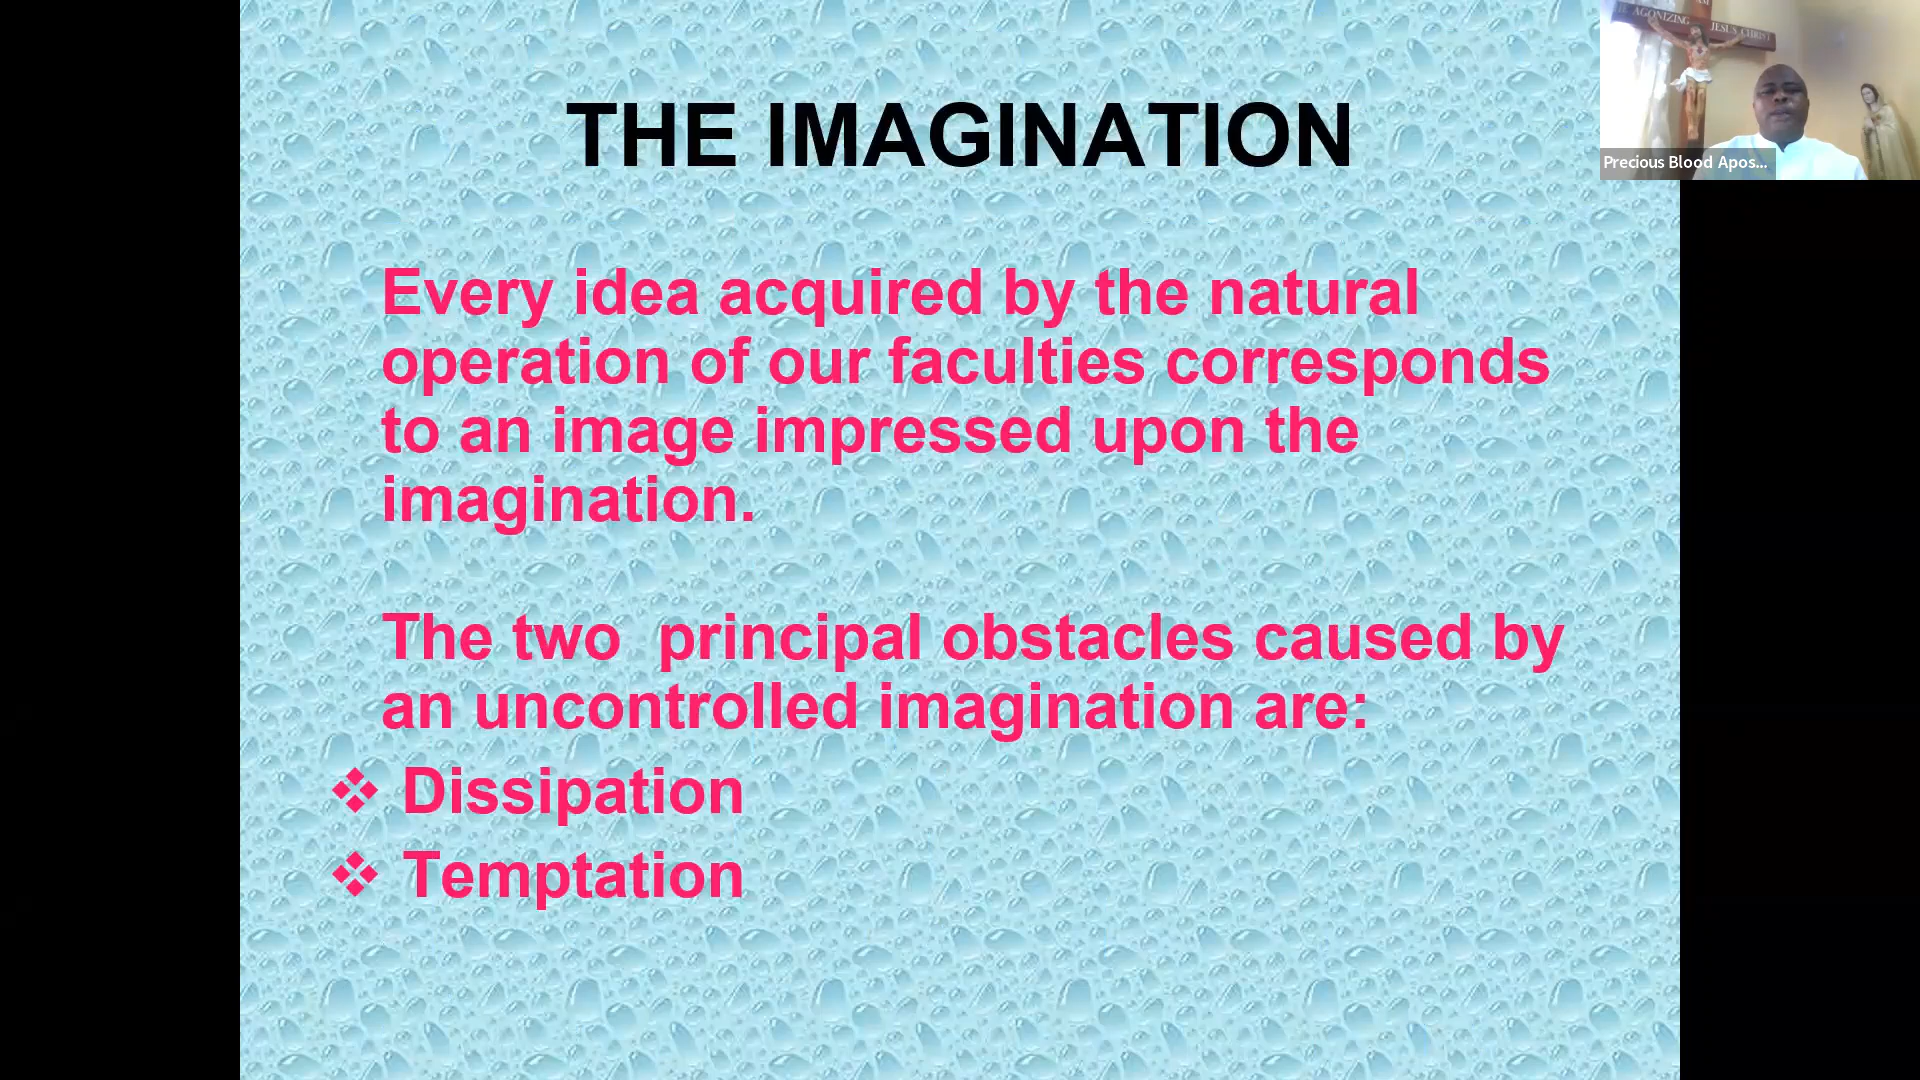 THE IMAGINATION
Every idea acquired by the natural
operation of our faculties corresponds
to an image impressed upon the
imagination.
The two principal obstacles caused by
an uncontrolled imagination are:
❖ Dissipation
❖ Temptation
AGONIZING JESUS CHRIST
Precious Blood Apos...